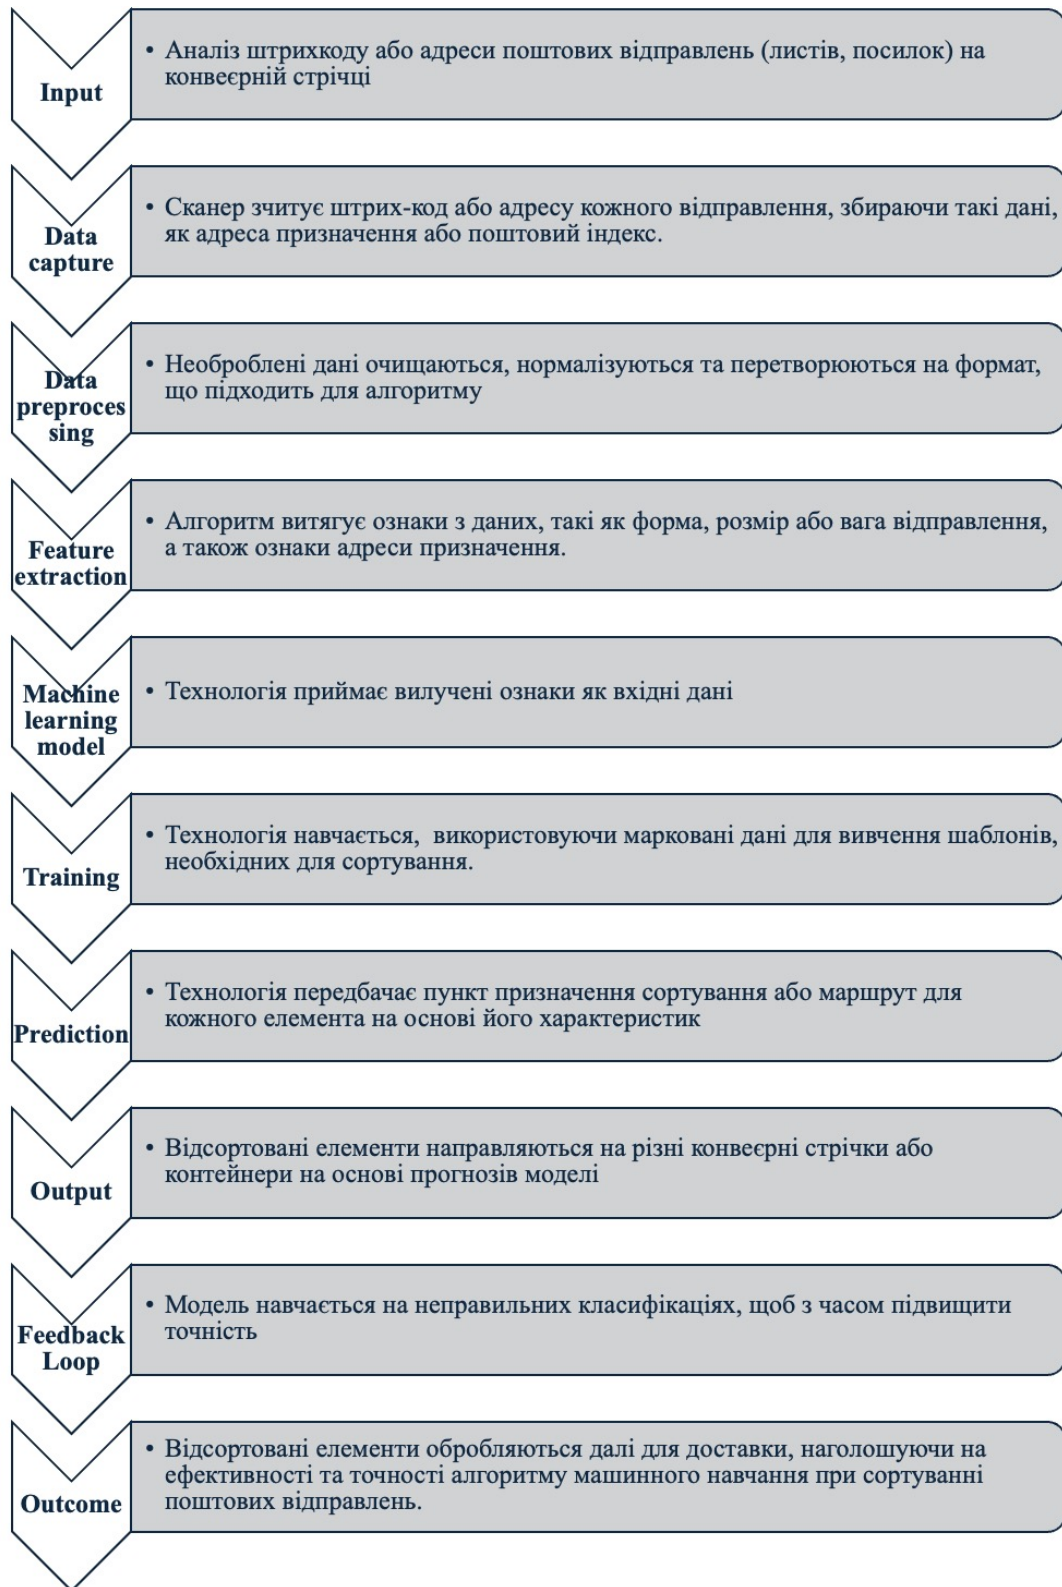 Input
• Аналіз штрихкоду або адреси поштових відправлень (листів, посилок) на
конвеєрній стрічці
Data
capture
• Сканер зчитує штрих-код або адресу кожного відправлення, збираючи такі дані,
як адреса призначення або поштовий індекс.
Data
preproces
sing
• Необроблені дані очищаються, нормалізуються та перетворюються на формат,
що підходить для алгоритму
Feature
extraction
• Алгоритм витягує ознаки з даних, такі як форма, розмір або вага відправлення,
а також ознаки адреси призначення.
Machine
learning
model
• Технологія приймає вилучені ознаки як вхідні дані
Training
• Технологія навчається, використовуючи марковані дані для вивчення шаблонів,
необхідних для сортування.
Prediction
• Технологія передбачає пункт призначення сортування або маршрут для
кожного елемента на основі його характеристик
Output
• Відсортовані елементи направляються на різні конвеєрні стрічки або
контейнери на основі прогнозів моделі
Feedback
Loop
• Модель навчається на неправильних класифікаціях, щоб з часом підвищити
точність
Outcome
• Відсортовані елементи обробляються далі для доставки, наголошуючи на
ефективності та точності алгоритму машинного навчання при сортуванні
поштових відправлень.